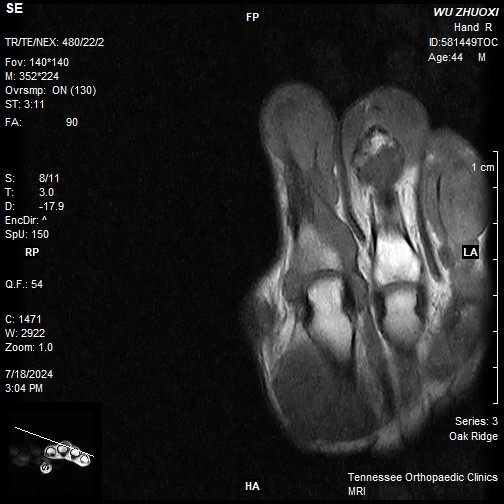 SE
FP
WU ZHUOXI
Hand R
ID:581449TOC
Age:44 M
TR/TE/NEX: 480/22/2
Fov: 140*140
M: 352*224
Ovrsmp: ON (130)
ST: 3:11
FA: 90
1 cm
S: 8/11
T: 3.0
D: -17.9
EncDir: ^
SpU: 150
RP
LA
Q.F.: 54
C: 1471
W: 2922
Zoom: 1.0
7/18/2024
3:04 PM
Series: 3
Oak Ridge
HA
Tennessee Orthopaedic Clinics
MRI